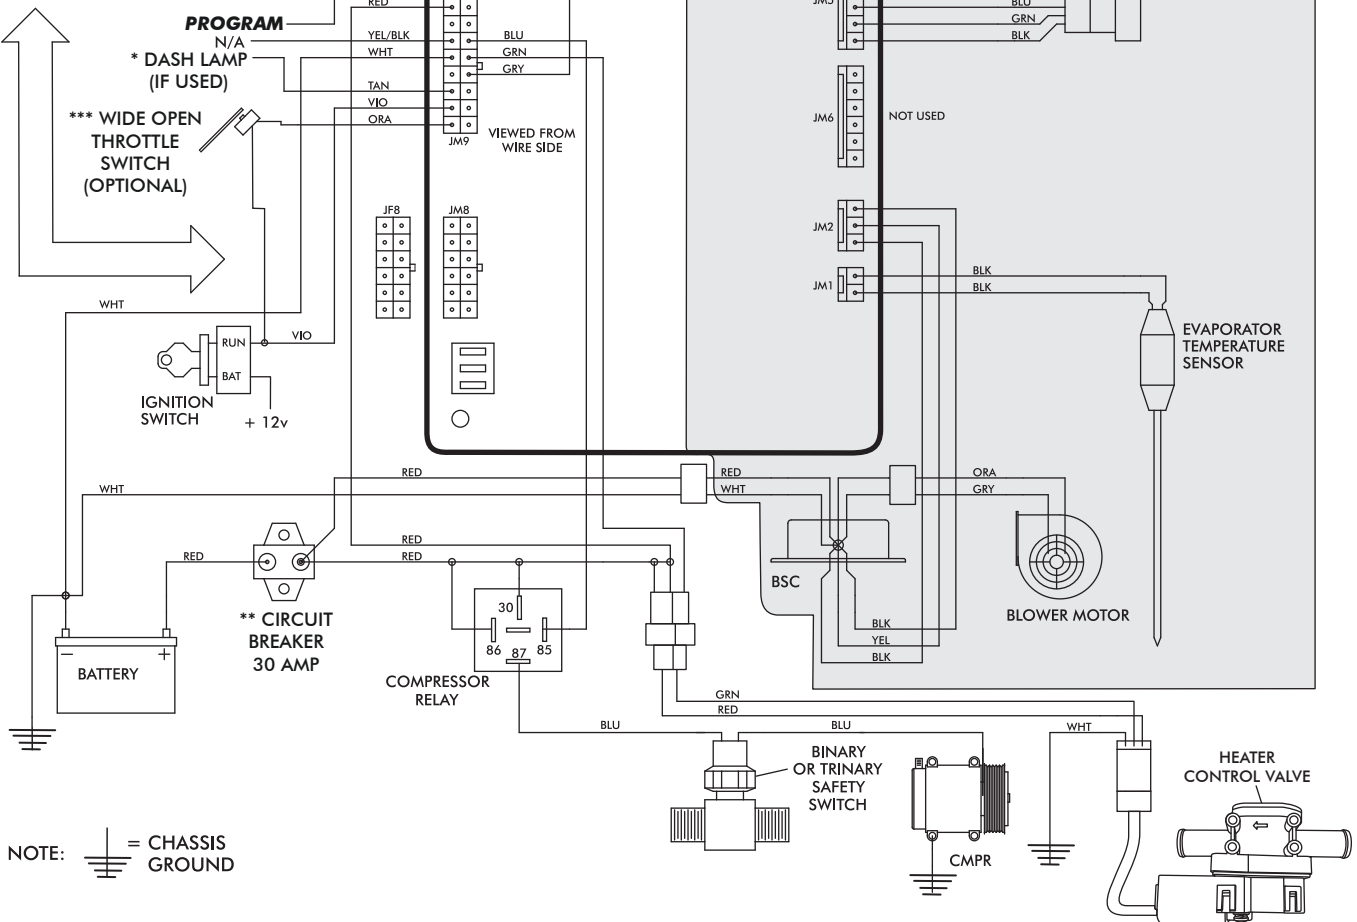 RED
PROGRAM
N/A
YEL/BLK
BLU
* DASH LAMP
(IF USED)
WHT
GRN
GRY
TAN
VIO
*** WIDE OPEN
THROTTLE
SWITCH
(OPTIONAL)
ORA
JM9
VIEWED FROM
WIRE SIDE
JM5
BLU
GRN
BLK
JM6
NOT USED
JF8
JM8
JM2
JM1
BLK
BLK
EVAPORATOR
TEMPERATURE
SENSOR
WHT
RUN
VIO
BAT
IGNITION
SWITCH
+ 12v
RED
RED
ORA
WHT
WHT
GRY
RED
RED
RED
BSC
BLOWER MOTOR
** CIRCUIT
BREAKER
30 AMP
30
86
87
85
BLK
YEL
BLK
−
+
BATTERY
COMPRESSOR
RELAY
GRN
RED
BLU
BLU
WHT
BINARY
OR TRINARY
SAFETY
SWITCH
HEATER
CONTROL VALVE
CMPR
NOTE:
= CHASSIS
GROUND